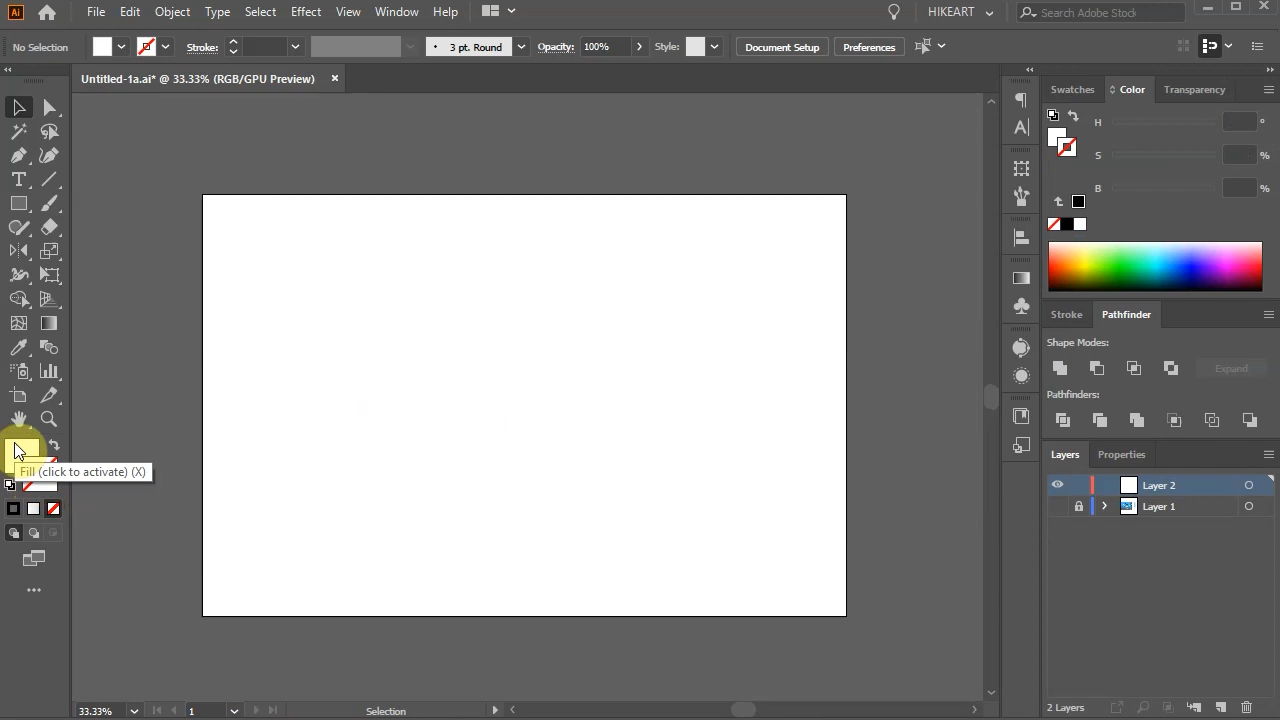 Ai File Edit Object Type Select Effect View Window Help HIKEART Search Adobe Stock
No Selection Stroke: 3 pt. Round Opacity: 100% Style: Document Setup Preferences
Untitled-1a.ai* @ 33.33% (RGB/GPU Preview) ×
Swatches Color Transparency
H °
S %
B %
Stroke Pathfinder
Shape Modes:
Expand
Pathfinders:
Layers Properties
Fill (click to activate) (X)
Layer 2
Layer 1
33.33% 1 Selection 2 Layers